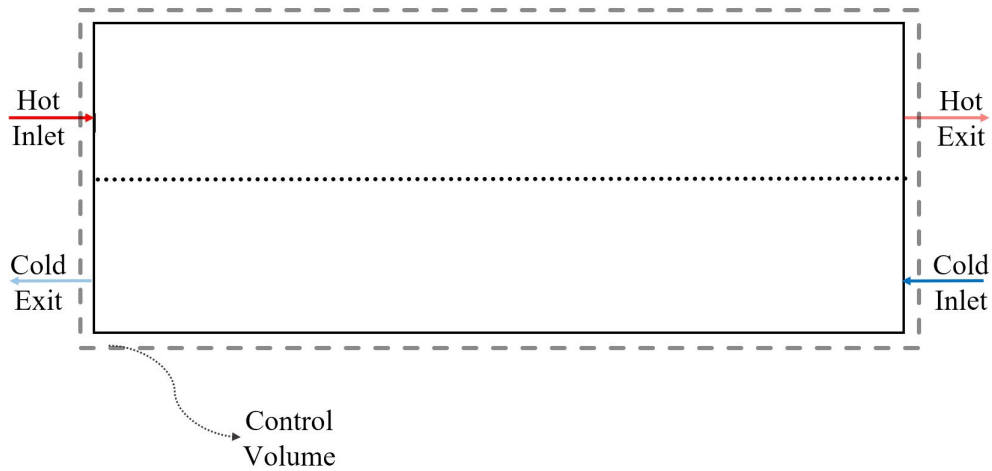 Hot
Inlet
Hot
Exit
Cold
Exit
Cold
Inlet
Control
Volume